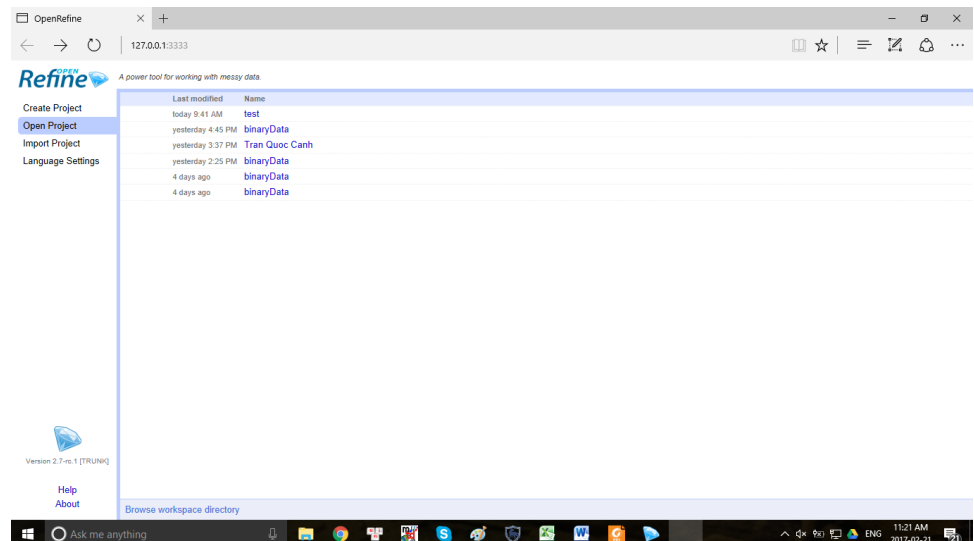 OpenRefine
127.0.0.1:3333
OPEN
Refine
A power tool for working with messy data.
Create Project
Open Project
Import Project
Language Settings
Last modified Name
today 9:41 AM test
yesterday 4:45 PM binaryData
yesterday 3:37 PM Tran Quoc Canh
yesterday 2:25 PM binaryData
4 days ago binaryData
4 days ago binaryData
Version 2.7-rc.1 [TRUNK]
Help
About
Browse workspace directory
Ask me anything
ENG
11:21 AM
2017-02-21
21